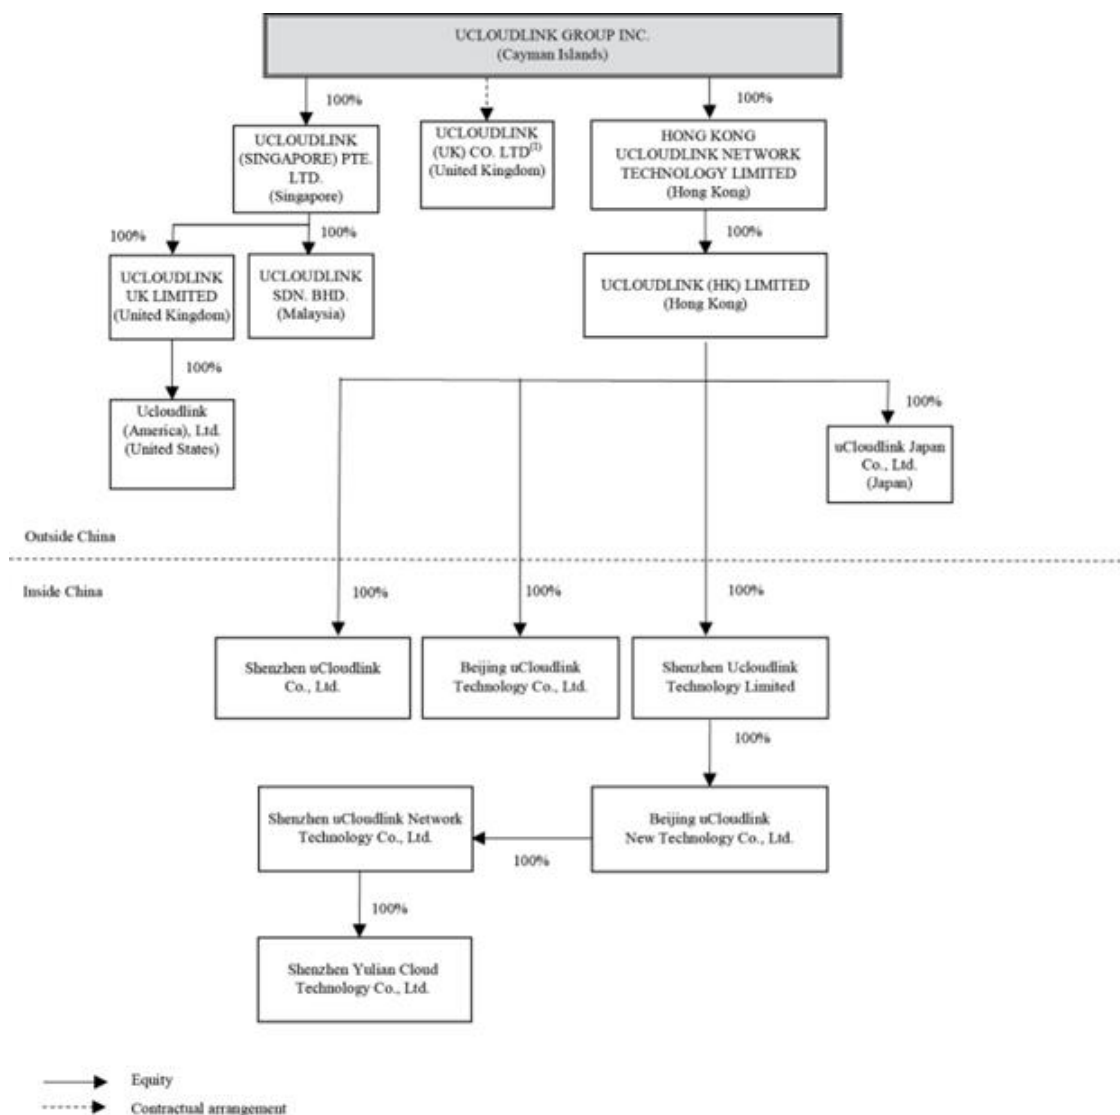 UCLOUDLINK GROUP INC.
(Cayman Islands)
100%
100%
UCLOUDLINK
(SINGAPORE) PTE.
LTD.
(Singapore)
UCLOUDLINK
(UK) CO. LTD(1)
(United Kingdom)
HONG KONG
UCLOUDLINK NETWORK
TECHNOLOGY LIMITED
(Hong Kong)
100%
100%
100%
UCLOUDLINK
UK LIMITED
(United Kingdom)
UCLOUDLINK
SDN. BHD.
(Malaysia)
UCLOUDLINK (HK) LIMITED
(Hong Kong)
100%
100%
Ucloudlink
(America), Ltd.
(United States)
uCloudlink Japan
Co., Ltd.
(Japan)
Outside China
Inside China
100%
100%
100%
Shenzhen uCloudlink
Co., Ltd.
Beijing uCloudlink
Technology Co., Ltd.
Shenzhen Ucloudlink
Technology Limited
100%
Shenzhen uCloudlink Network
Technology Co., Ltd.
Beijing uCloudlink
New Technology Co., Ltd.
100%
100%
Shenzhen Yulian Cloud
Technology Co., Ltd.
Equity
Contractual arrangement